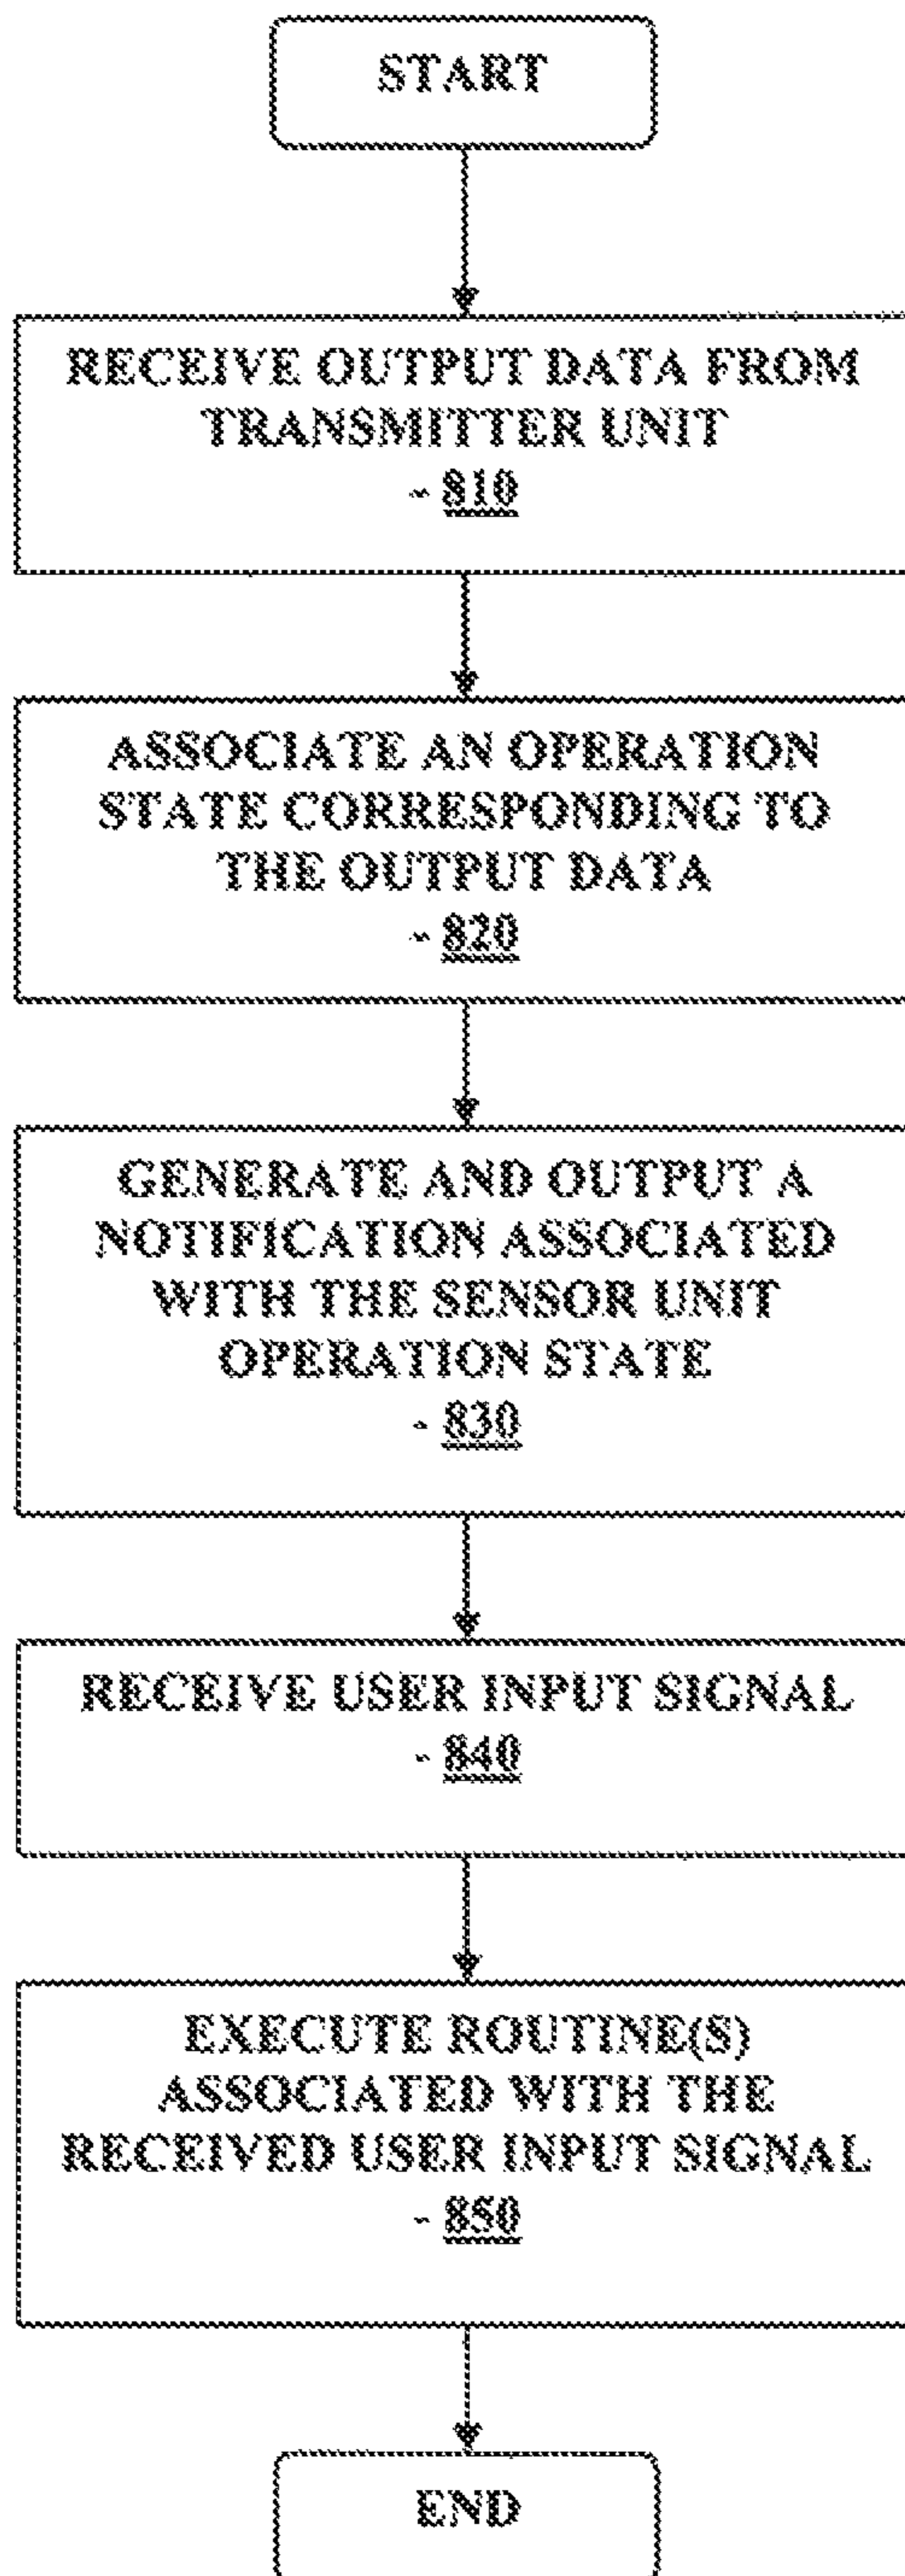 START
RECEIVE OUTPUT DATA FROM
TRANSMITTER UNIT
- 810
ASSOCIATE AN OPERATION
STATE CORRESPONDING TO
THE OUTPUT DATA
- 820
GENERATE AND OUTPUT A
NOTIFICATION ASSOCIATED
WITH THE SENSOR UNIT
OPERATION STATE
- 830
RECEIVE USER INPUT SIGNAL
- 840
EXECUTE ROUTINE(S)
ASSOCIATED WITH THE
RECEIVED USER INPUT SIGNAL
- 850
END